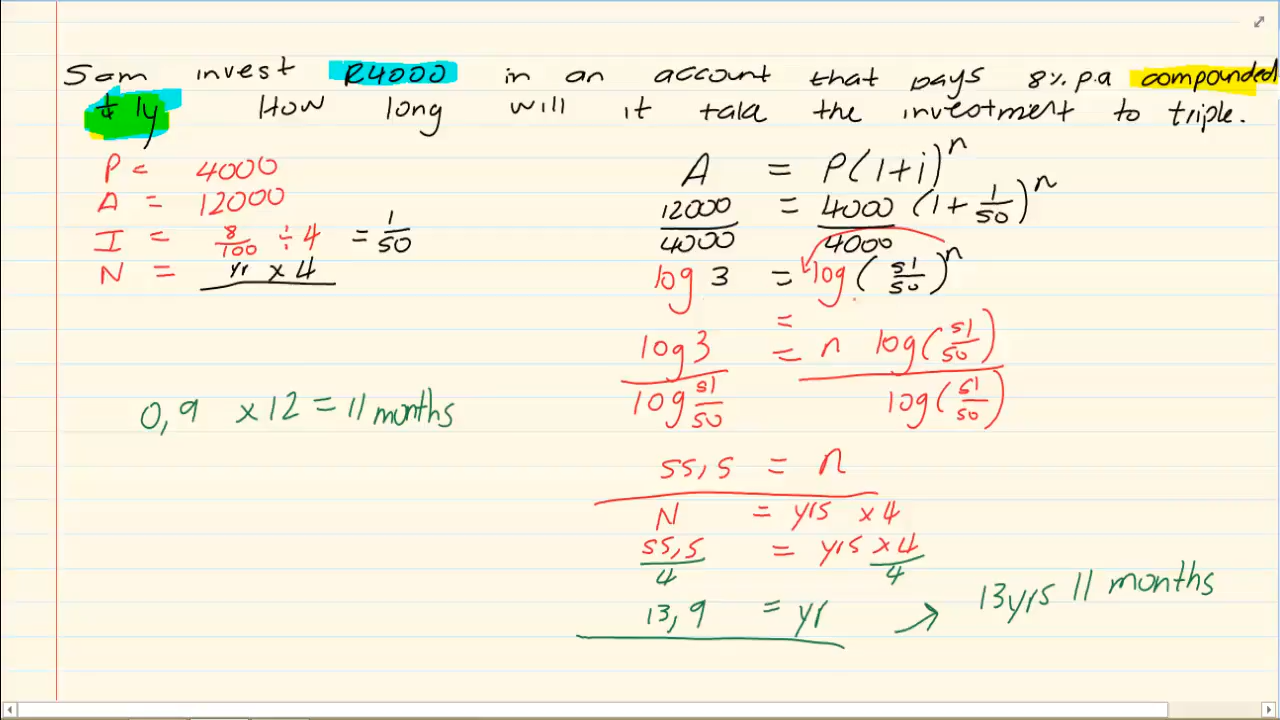 Sam invest R4000 in an account that pays 8% p.a compounded
¼ ly How long will it take the investment to triple.
P = 4000
A = 12000
I = 8/100 ÷ 4 = 1/50
N = yr × 4
A = P(1+i)^n
12000/4000 = 4000/4000 (1 + 1/50)^n
log 3 = log (51/50)^n
=
log 3 / log 51/50 = n log(51/50) / log(51/50)
0,9 × 12 = 11 months
55,5 = n
N = yrs × 4
55,5/4 = yrs × 4/4
13,9 = yr → 13yrs 11 months